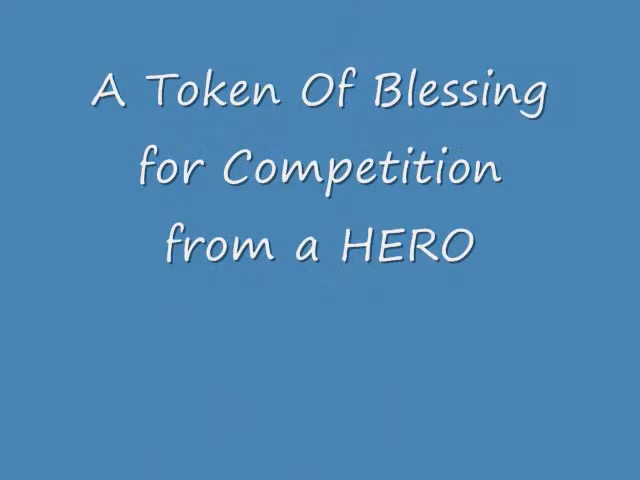 A Token Of Blessing
for Competition
from a HERO